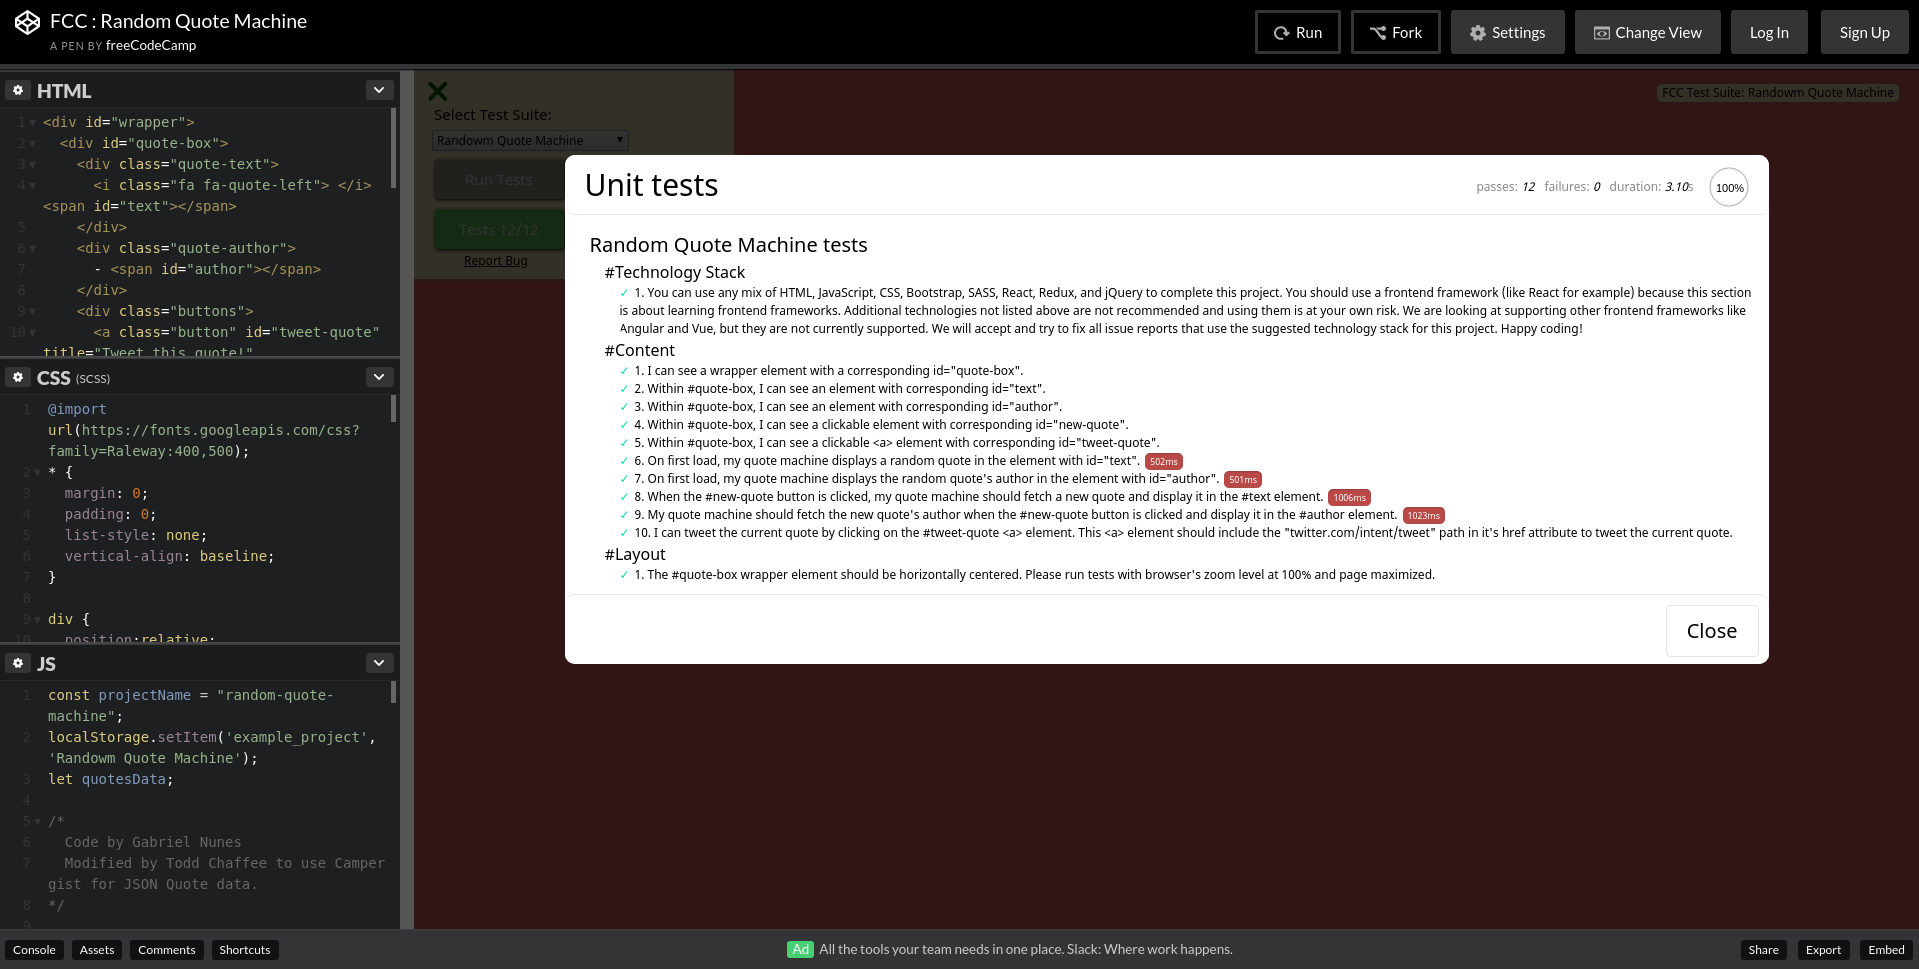 FCC : Random Quote Machine
A PEN BY freeCodeCamp
Run
Fork
Settings
Change View
Log In
Sign Up
HTML
1 <div id="wrapper">
2 <div id="quote-box">
3 <div class="quote-text">
4 <i class="fa fa-quote-left"> </i>
<span id="text"></span>
5 </div>
6 <div class="quote-author">
7 - <span id="author"></span>
8 </div>
9 <div class="buttons">
10 <a class="button" id="tweet-quote"
title="Tweet this quote!"
CSS (SCSS)
1 @import
url(https://fonts.googleapis.com/css?
family=Raleway:400,500);
2 * {
3 margin: 0;
4 padding: 0;
5 list-style: none;
6 vertical-align: baseline;
7 }
8
9 div {
10 position:relative;
JS
1 const projectName = "random-quote-
machine";
2 localStorage.setItem('example_project',
'Randowm Quote Machine');
3 let quotesData;
4
5 /*
6 Code by Gabriel Nunes
7 Modified by Todd Chaffee to use Camper
gist for JSON Quote data.
8 */
9
Select Test Suite:
Randowm Quote Machine
Run Tests
Tests 12/12
Report Bug
FCC Test Suite: Randowm Quote Machine
Unit tests
passes: 12 failures: 0 duration: 3.10s 100%
Random Quote Machine tests
#Technology Stack
✓ 1. You can use any mix of HTML, JavaScript, CSS, Bootstrap, SASS, React, Redux, and jQuery to complete this project. You should use a frontend framework (like React for example) because this section
is about learning frontend frameworks. Additional technologies not listed above are not recommended and using them is at your own risk. We are looking at supporting other frontend frameworks like
Angular and Vue, but they are not currently supported. We will accept and try to fix all issue reports that use the suggested technology stack for this project. Happy coding!
#Content
✓ 1. I can see a wrapper element with a corresponding id="quote-box".
✓ 2. Within #quote-box, I can see an element with corresponding id="text".
✓ 3. Within #quote-box, I can see an element with corresponding id="author".
✓ 4. Within #quote-box, I can see a clickable element with corresponding id="new-quote".
✓ 5. Within #quote-box, I can see a clickable <a> element with corresponding id="tweet-quote".
✓ 6. On first load, my quote machine displays a random quote in the element with id="text". 502ms
✓ 7. On first load, my quote machine displays the random quote's author in the element with id="author". 501ms
✓ 8. When the #new-quote button is clicked, my quote machine should fetch a new quote and display it in the #text element. 1006ms
✓ 9. My quote machine should fetch the new quote's author when the #new-quote button is clicked and display it in the #author element. 1023ms
✓ 10. I can tweet the current quote by clicking on the #tweet-quote <a> element. This <a> element should include the "twitter.com/intent/tweet" path in it's href attribute to tweet the current quote.
#Layout
✓ 1. The #quote-box wrapper element should be horizontally centered. Please run tests with browser's zoom level at 100% and page maximized.
Close
Console
Assets
Comments
Shortcuts
Ad All the tools your team needs in one place. Slack: Where work happens.
Share
Export
Embed